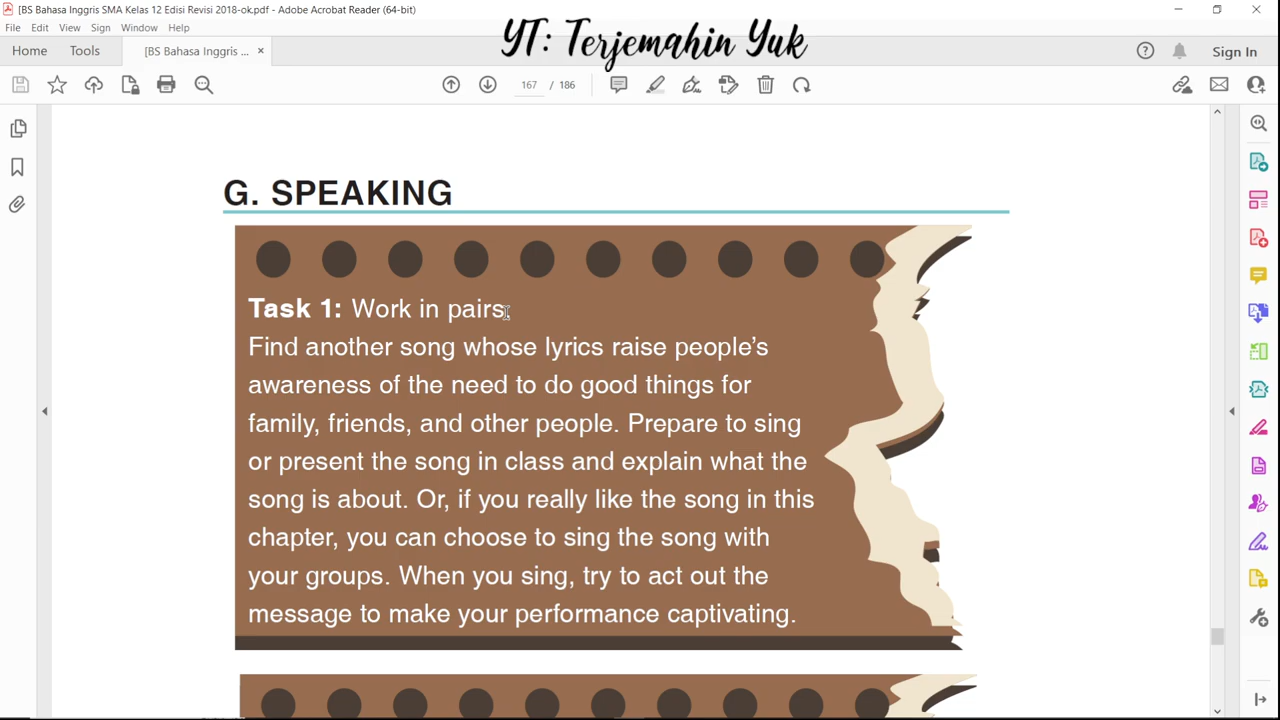 [BS Bahasa Inggris SMA Kelas 12 Edisi Revisi 2018-ok.pdf - Adobe Acrobat Reader (64-bit)
YT: Terjemahin Yuk
File Edit View Sign Window Help
Home Tools [BS Bahasa Inggris ... × Sign In
167 / 186
G. SPEAKING
Task 1: Work in pairs.
Find another song whose lyrics raise people’s
awareness of the need to do good things for
family, friends, and other people. Prepare to sing
or present the song in class and explain what the
song is about. Or, if you really like the song in this
chapter, you can choose to sing the song with
your groups. When you sing, try to act out the
message to make your performance captivating.